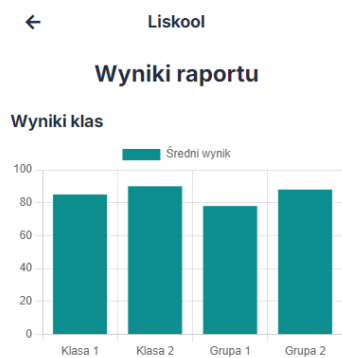 Liskool
Wyniki raportu
Wyniki klas
Średni wynik
100
80
60
40
20
0
Klasa 1 Klasa 2 Grupa 1 Grupa 2